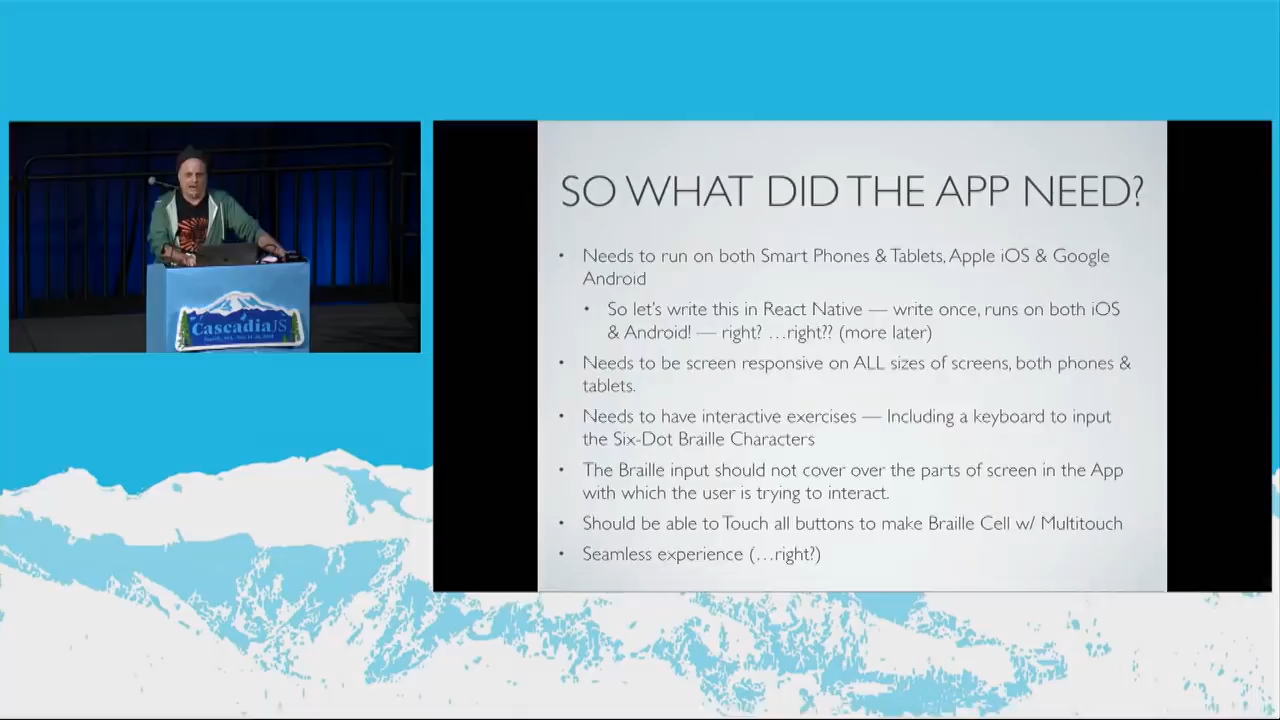 SO WHAT DID THE APP NEED?
• Needs to run on both Smart Phones & Tablets, Apple iOS & Google
Android
• So let's write this in React Native — write once, runs on both iOS
& Android! — right? …right?? (more later)
• Needs to be screen responsive on ALL sizes of screens, both phones &
tablets.
• Needs to have interactive exercises — Including a keyboard to input
the Six-Dot Braille Characters
• The Braille input should not cover over the parts of screen in the App
with which the user is trying to interact.
• Should be able to Touch all buttons to make Braille Cell w/ Multitouch
• Seamless experience (…right?)
CascadiaJS